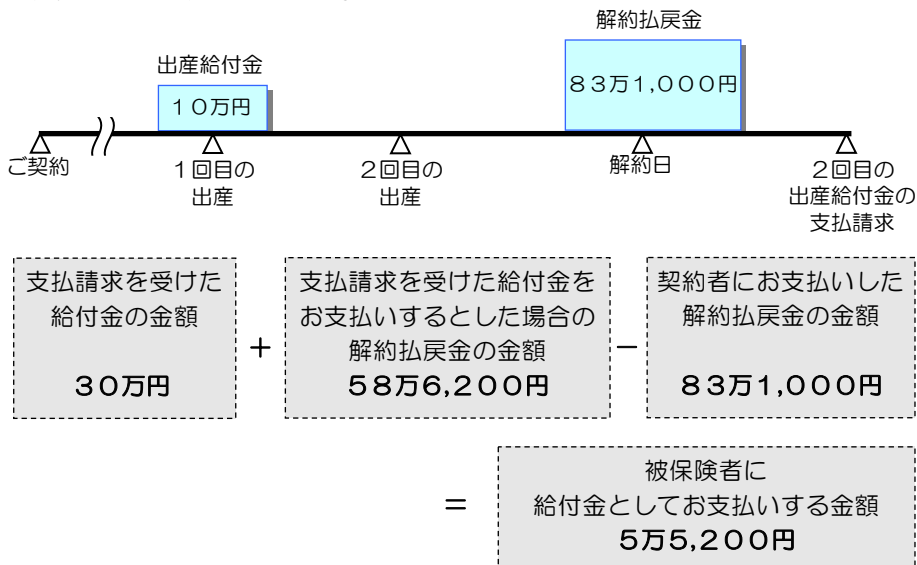 解約払戻金
出産給付金
８３万１,０００円
１０万円
ご契約
１回目の
出産
２回目の
出産
解約日
２回目の
出産給付金の
支払請求
支払請求を受けた
給付金の金額
３０万円
＋
支払請求を受けた給付金を
お支払いするとした場合の
解約払戻金の金額
５８万６,２００円
－
契約者にお支払いした
解約払戻金の金額
８３万１,０００円
＝
被保険者に
給付金としてお支払いする金額
５万５,２００円